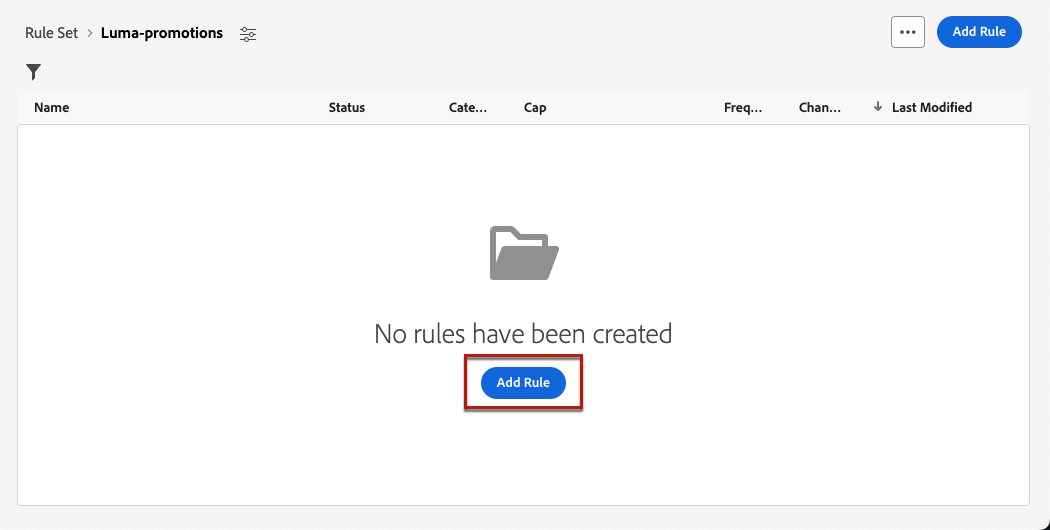 Rule Set > Luma-promotions
... Add Rule
Name Status Cate... Cap Freq... Chan... ↓ Last Modified
No rules have been created
Add Rule